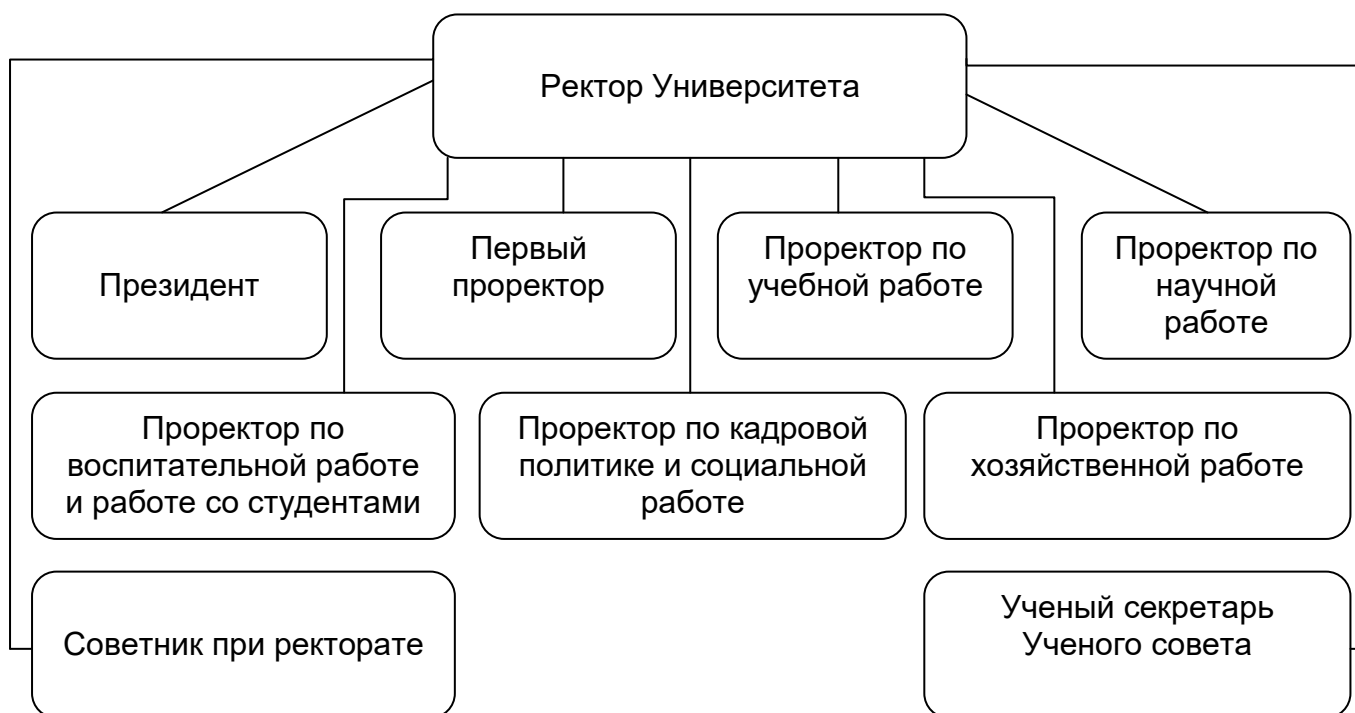 Ректор Университета
Президент
Первый
проректор
Проректор по
учебной работе
Проректор по
научной
работе
Проректор по
воспитательной работе
и работе со студентами
Проректор по кадровой
политике и социальной
работе
Проректор по
хозяйственной работе
Советник при ректорате
Ученый секретарь
Ученого совета